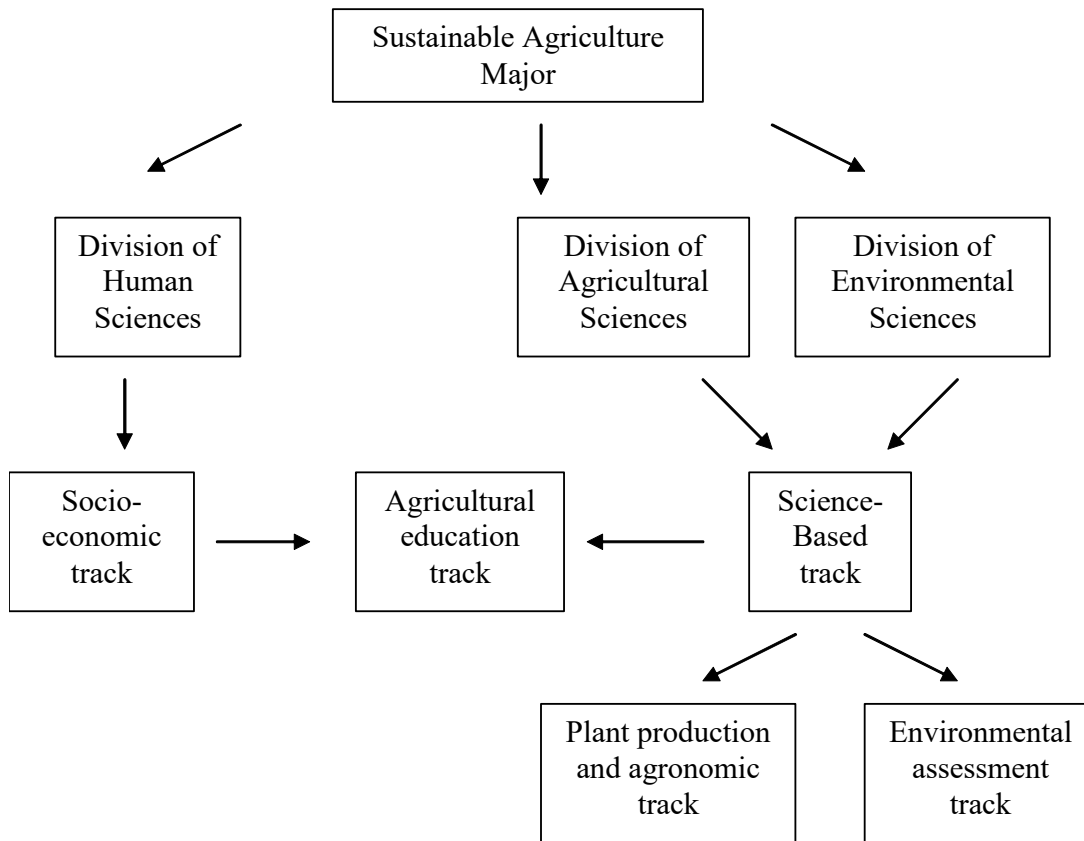 Sustainable Agriculture
Major
Division of
Human
Sciences
Division of
Agricultural
Sciences
Division of
Environmental
Sciences
Socio-
economic
track
Agricultural
education
track
Science-
Based
track
Plant production
and agronomic
track
Environmental
assessment
track